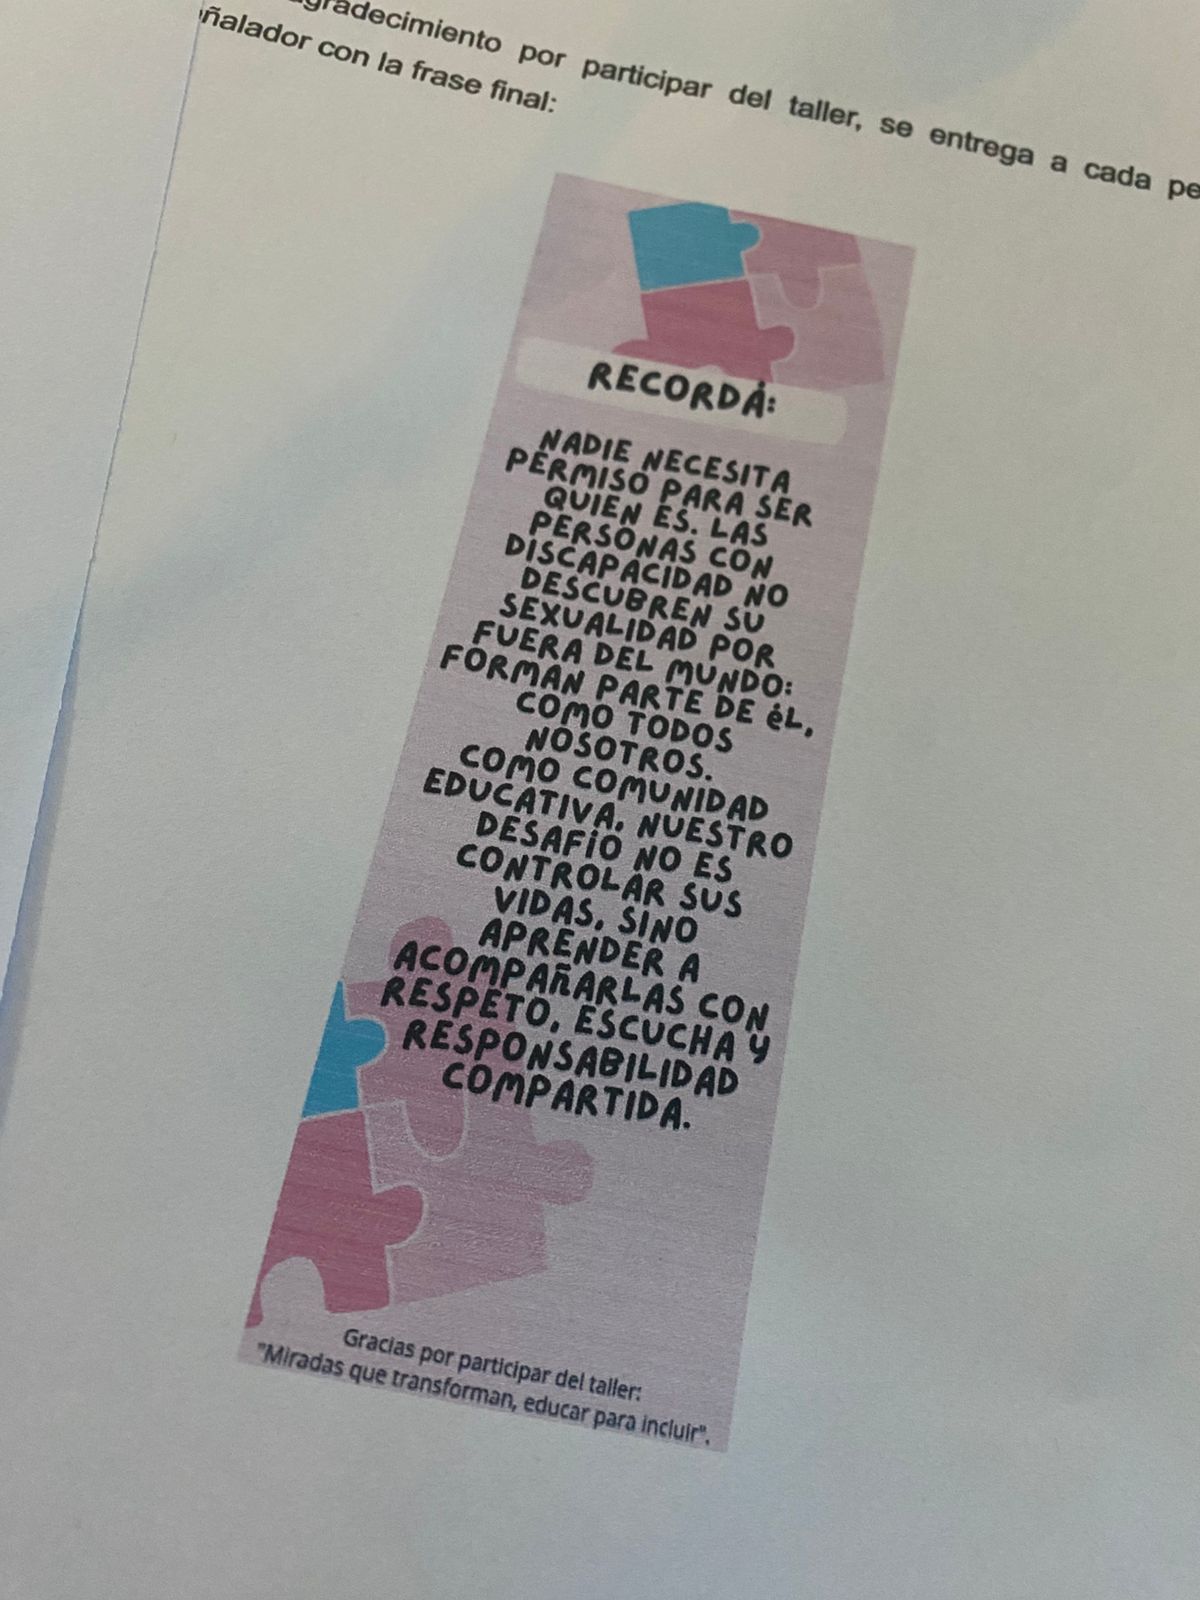 agradecimiento por participar del taller, se entrega a cada
con la frase final:
RECORDÁ:
NADIE NECESITA
PERMISO PARA SER
QUIEN ES. LAS
PERSONAS CON
DISCAPACIDAD NO
DESCUBREN SU
SEXUALIDAD POR
FUERA DEL MUNDO:
FORMAN PARTE DE ÉL,
COMO TODOS
NOSOTROS.
COMO COMUNIDAD
EDUCATIVA, NUESTRO
DESAFÍO NO ES
CONTROLAR SUS
VIDAS, SINO
APRENDER A
ACOMPAÑARLAS CON
RESPETO, ESCUCHA Y
RESPONSABILIDAD
COMPARTIDA.
Gracias por participar del taller:
"Miradas que transforman, educar para incluir".